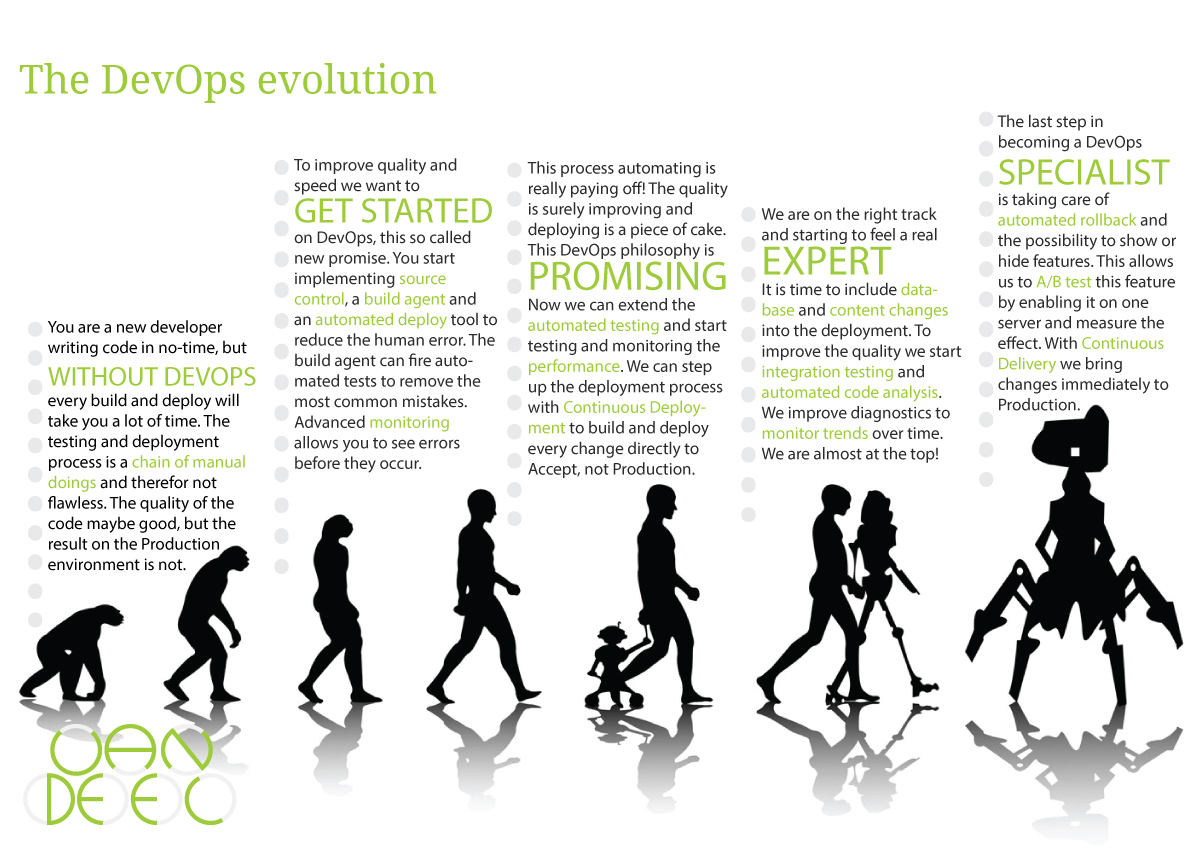 The DevOps evolution
You are a new developer
writing code in no-time, but
WITHOUT DEVOPS
every build and deploy will
take you a lot of time. The
testing and deployment
process is a chain of manual
doings and therefor not
flawless. The quality of the
code maybe good, but the
result on the Production
environment is not.
To improve quality and
speed we want to
GET STARTED
on DevOps, this so called
new promise. You start
implementing source
control, a build agent and
an automated deploy tool to
reduce the human error. The
build agent can fire auto-
mated tests to remove the
most common mistakes.
Advanced monitoring
allows you to see errors
before they occur.
This process automating is
really paying off! The quality
is surely improving and
deploying is a piece of cake.
This DevOps philosophy is
PROMISING
Now we can extend the
automated testing and start
testing and monitoring the
performance. We can step
up the deployment process
with Continuous Deploy-
ment to build and deploy
every change directly to
Accept, not Production.
We are on the right track
and starting to feel a real
EXPERT
It is time to include data-
base and content changes
into the deployment. To
improve the quality we start
integration testing and
automated code analysis.
We improve diagnostics to
monitor trends over time.
We are almost at the top!
The last step in
becoming a DevOps
SPECIALIST
is taking care of
automated rollback and
the possibility to show or
hide features. This allows
us to A/B test this feature
by enabling it on one
server and measure the
effect. With Continuous
Delivery we bring
changes immediately to
Production.
UAN
DEEC